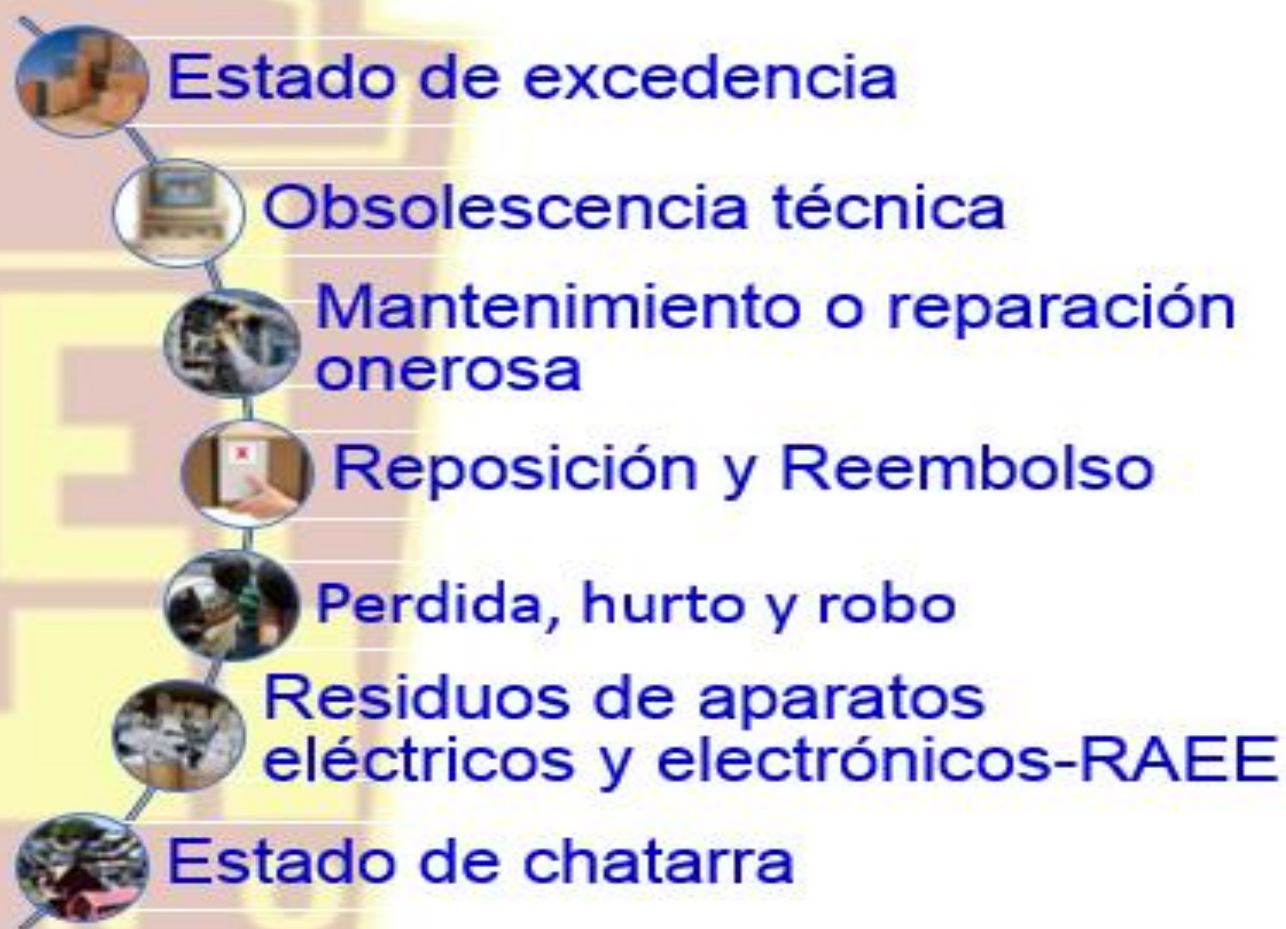 Estado de excedencia
Obsolescencia técnica
Mantenimiento o reparación
onerosa
Reposición y Reembolso
Perdida, hurto y robo
Residuos de aparatos
eléctricos y electrónicos-RAEE
Estado de chatarra